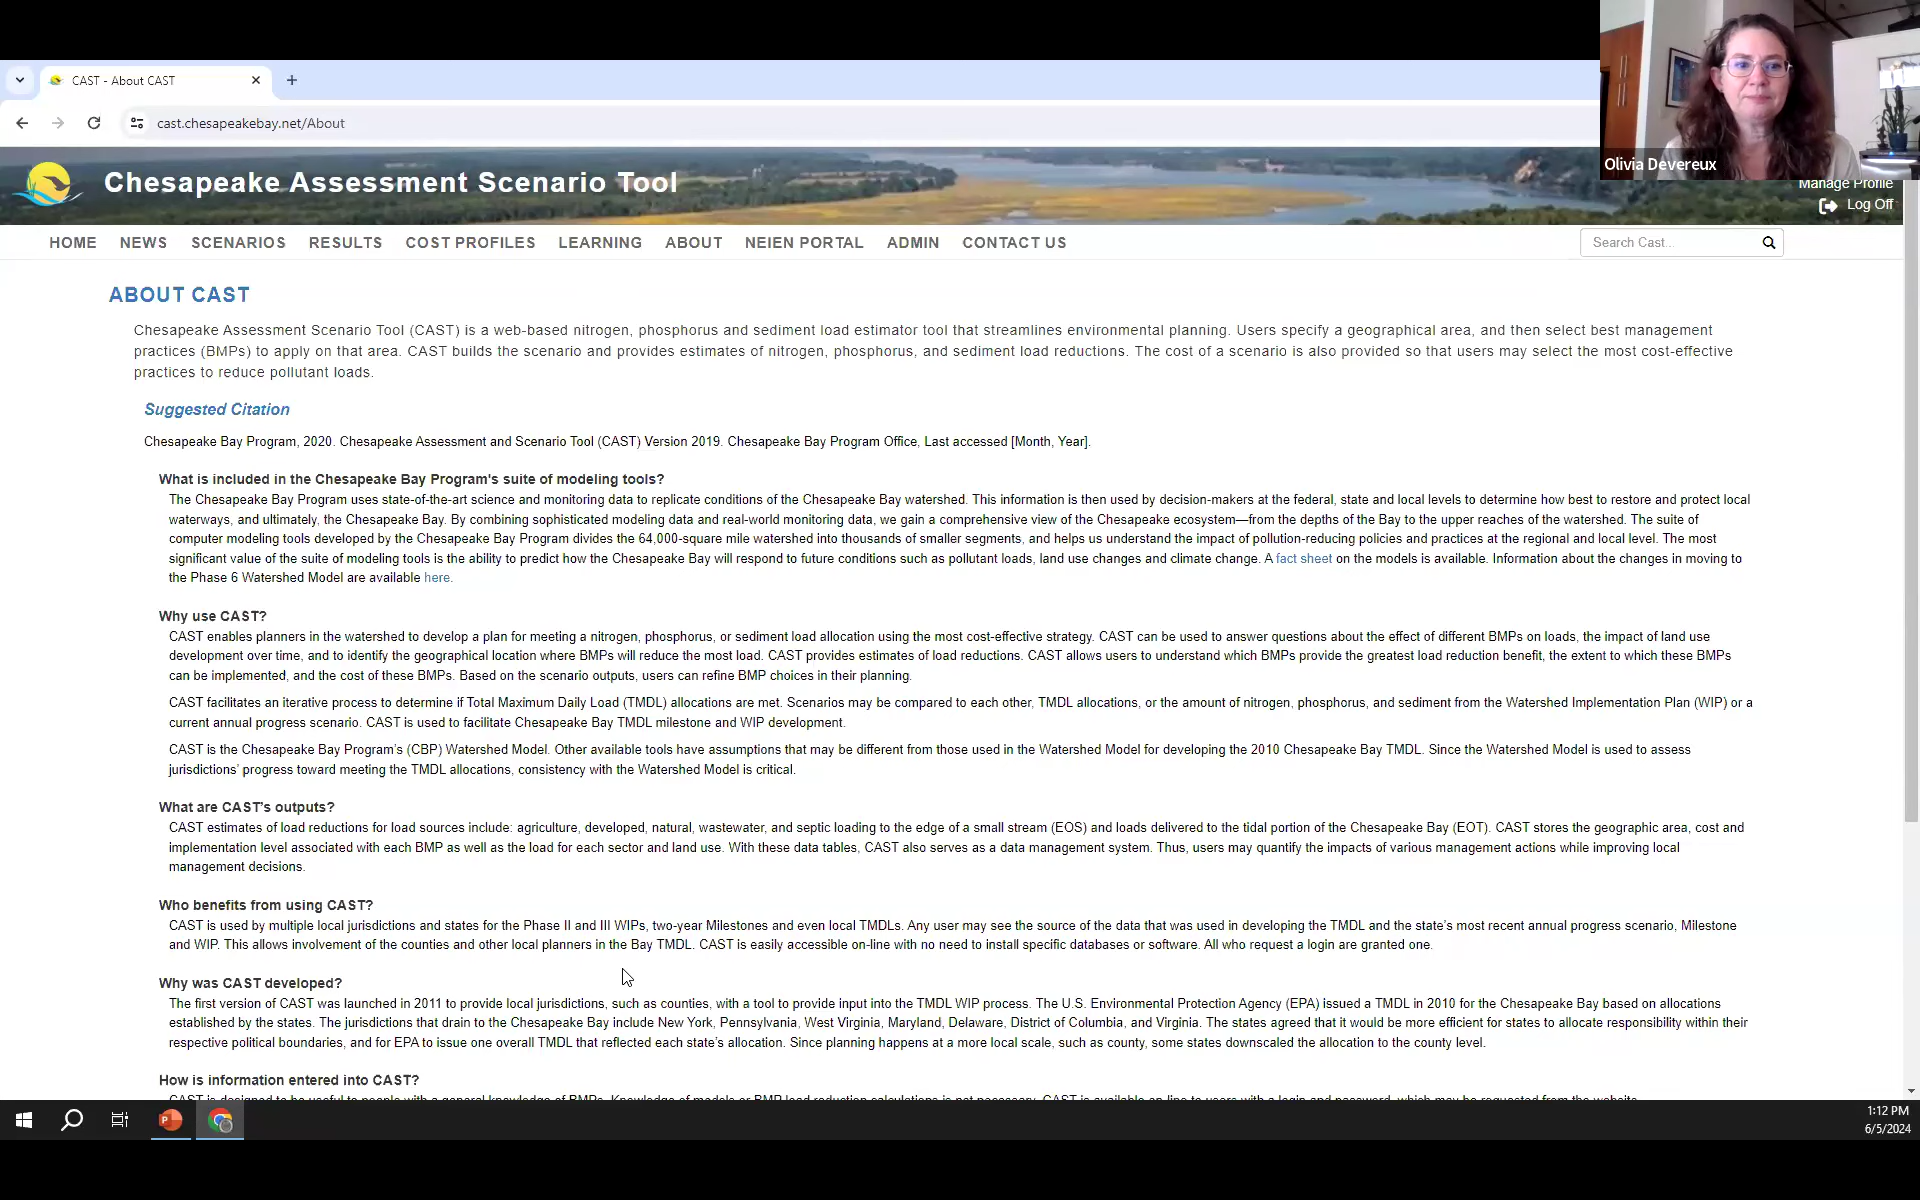 CAST - About CAST
cast.chesapeakebay.net/About
Olivia Devereux
Chesapeake Assessment Scenario Tool
Manage Profile
Log Off
HOME NEWS SCENARIOS RESULTS COST PROFILES LEARNING ABOUT NEIEN PORTAL ADMIN CONTACT US
Search Cast...
ABOUT CAST
Chesapeake Assessment Scenario Tool (CAST) is a web-based nitrogen, phosphorus and sediment load estimator tool that streamlines environmental planning. Users specify a geographical area, and then select best management
practices (BMPs) to apply on that area. CAST builds the scenario and provides estimates of nitrogen, phosphorus, and sediment load reductions. The cost of a scenario is also provided so that users may select the most cost-effective
practices to reduce pollutant loads.
Suggested Citation
Chesapeake Bay Program, 2020. Chesapeake Assessment and Scenario Tool (CAST) Version 2019. Chesapeake Bay Program Office, Last accessed [Month, Year].
What is included in the Chesapeake Bay Program's suite of modeling tools?
The Chesapeake Bay Program uses state-of-the-art science and monitoring data to replicate conditions of the Chesapeake Bay watershed. This information is then used by decision-makers at the federal, state and local levels to determine how best to restore and protect local
waterways, and ultimately, the Chesapeake Bay. By combining sophisticated modeling data and real-world monitoring data, we gain a comprehensive view of the Chesapeake ecosystem—from the depths of the Bay to the upper reaches of the watershed. The suite of
computer modeling tools developed by the Chesapeake Bay Program divides the 64,000-square mile watershed into thousands of smaller segments, and helps us understand the impact of pollution-reducing policies and practices at the regional and local level. The most
significant value of the suite of modeling tools is the ability to predict how the Chesapeake Bay will respond to future conditions such as pollutant loads, land use changes and climate change. A fact sheet on the models is available. Information about the changes in moving to
the Phase 6 Watershed Model are available here.
Why use CAST?
CAST enables planners in the watershed to develop a plan for meeting a nitrogen, phosphorus, or sediment load allocation using the most cost-effective strategy. CAST can be used to answer questions about the effect of different BMPs on loads, the impact of land use
development over time, and to identify the geographical location where BMPs will reduce the most load. CAST provides estimates of load reductions. CAST allows users to understand which BMPs provide the greatest load reduction benefit, the extent to which these BMPs
can be implemented, and the cost of these BMPs. Based on the scenario outputs, users can refine BMP choices in their planning.
CAST facilitates an iterative process to determine if Total Maximum Daily Load (TMDL) allocations are met. Scenarios may be compared to each other, TMDL allocations, or the amount of nitrogen, phosphorus, and sediment from the Watershed Implementation Plan (WIP) or a
current annual progress scenario. CAST is used to facilitate Chesapeake Bay TMDL milestone and WIP development.
CAST is the Chesapeake Bay Program's (CBP) Watershed Model. Other available tools have assumptions that may be different from those used in the Watershed Model for developing the 2010 Chesapeake Bay TMDL. Since the Watershed Model is used to assess
jurisdictions' progress toward meeting the TMDL allocations, consistency with the Watershed Model is critical.
What are CAST's outputs?
CAST estimates of load reductions for load sources include: agriculture, developed, natural, wastewater, and septic loading to the edge of a small stream (EOS) and loads delivered to the tidal portion of the Chesapeake Bay (EOT). CAST stores the geographic area, cost and
implementation level associated with each BMP as well as the load for each sector and land use. With these data tables, CAST also serves as a data management system. Thus, users may quantify the impacts of various management actions while improving local
management decisions.
Who benefits from using CAST?
CAST is used by multiple local jurisdictions and states for the Phase II and III WIPs, two-year Milestones and even local TMDLs. Any user may see the source of the data that was used in developing the TMDL and the state's most recent annual progress scenario, Milestone
and WIP. This allows involvement of the counties and other local planners in the Bay TMDL. CAST is easily accessible on-line with no need to install specific databases or software. All who request a login are granted one.
Why was CAST developed?
The first version of CAST was launched in 2011 to provide local jurisdictions, such as counties, with a tool to provide input into the TMDL WIP process. The U.S. Environmental Protection Agency (EPA) issued a TMDL in 2010 for the Chesapeake Bay based on allocations
established by the states. The jurisdictions that drain to the Chesapeake Bay include New York, Pennsylvania, West Virginia, Maryland, Delaware, District of Columbia, and Virginia. The states agreed that it would be more efficient for states to allocate responsibility within their
respective political boundaries, and for EPA to issue one overall TMDL that reflected each state's allocation. Since planning happens at a more local scale, such as county, some states downscaled the allocation to the county level.
How is information entered into CAST?
CAST is designed to be useful to people with a general knowledge of BMPs. Knowledge of models or BMP load reduction calculations is not necessary. CAST is available on-line to users with a login and password, which may be requested from the website.
1:12 PM
6/5/2024